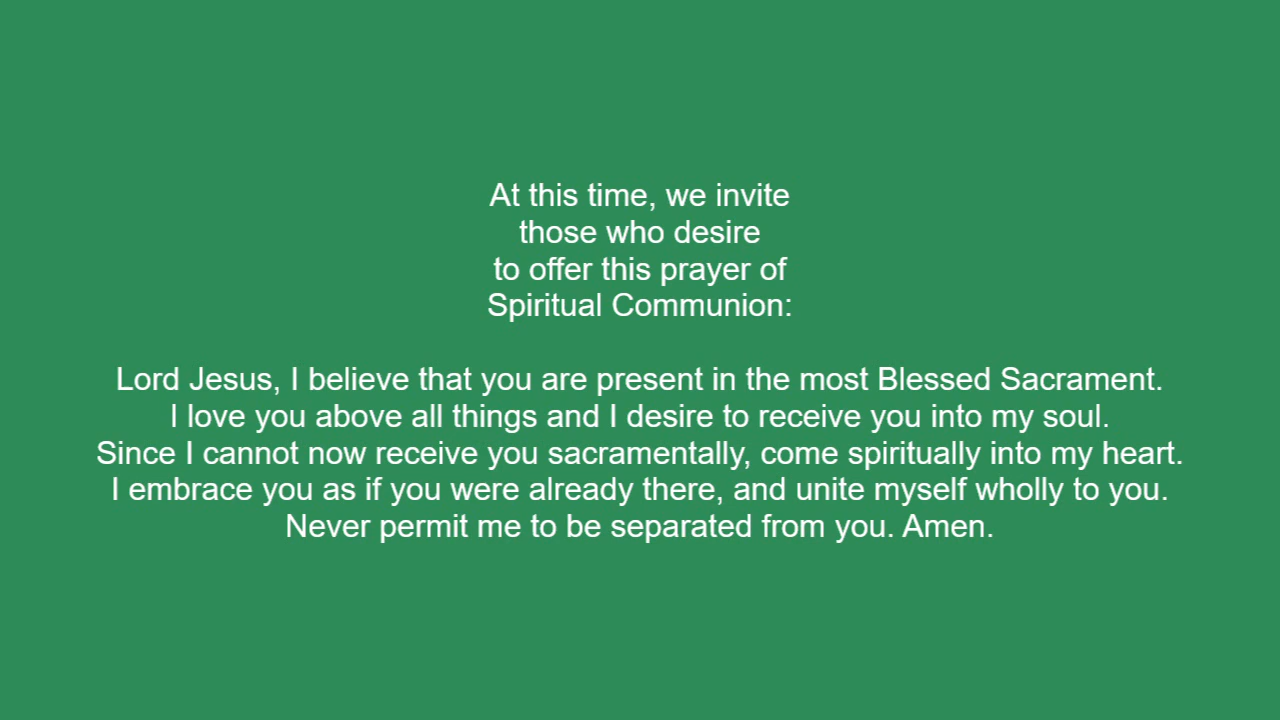 At this time, we invite
those who desire
to offer this prayer of
Spiritual Communion:
Lord Jesus, I believe that you are present in the most Blessed Sacrament.
I love you above all things and I desire to receive you into my soul.
Since I cannot now receive you sacramentally, come spiritually into my heart.
I embrace you as if you were already there, and unite myself wholly to you.
Never permit me to be separated from you. Amen.